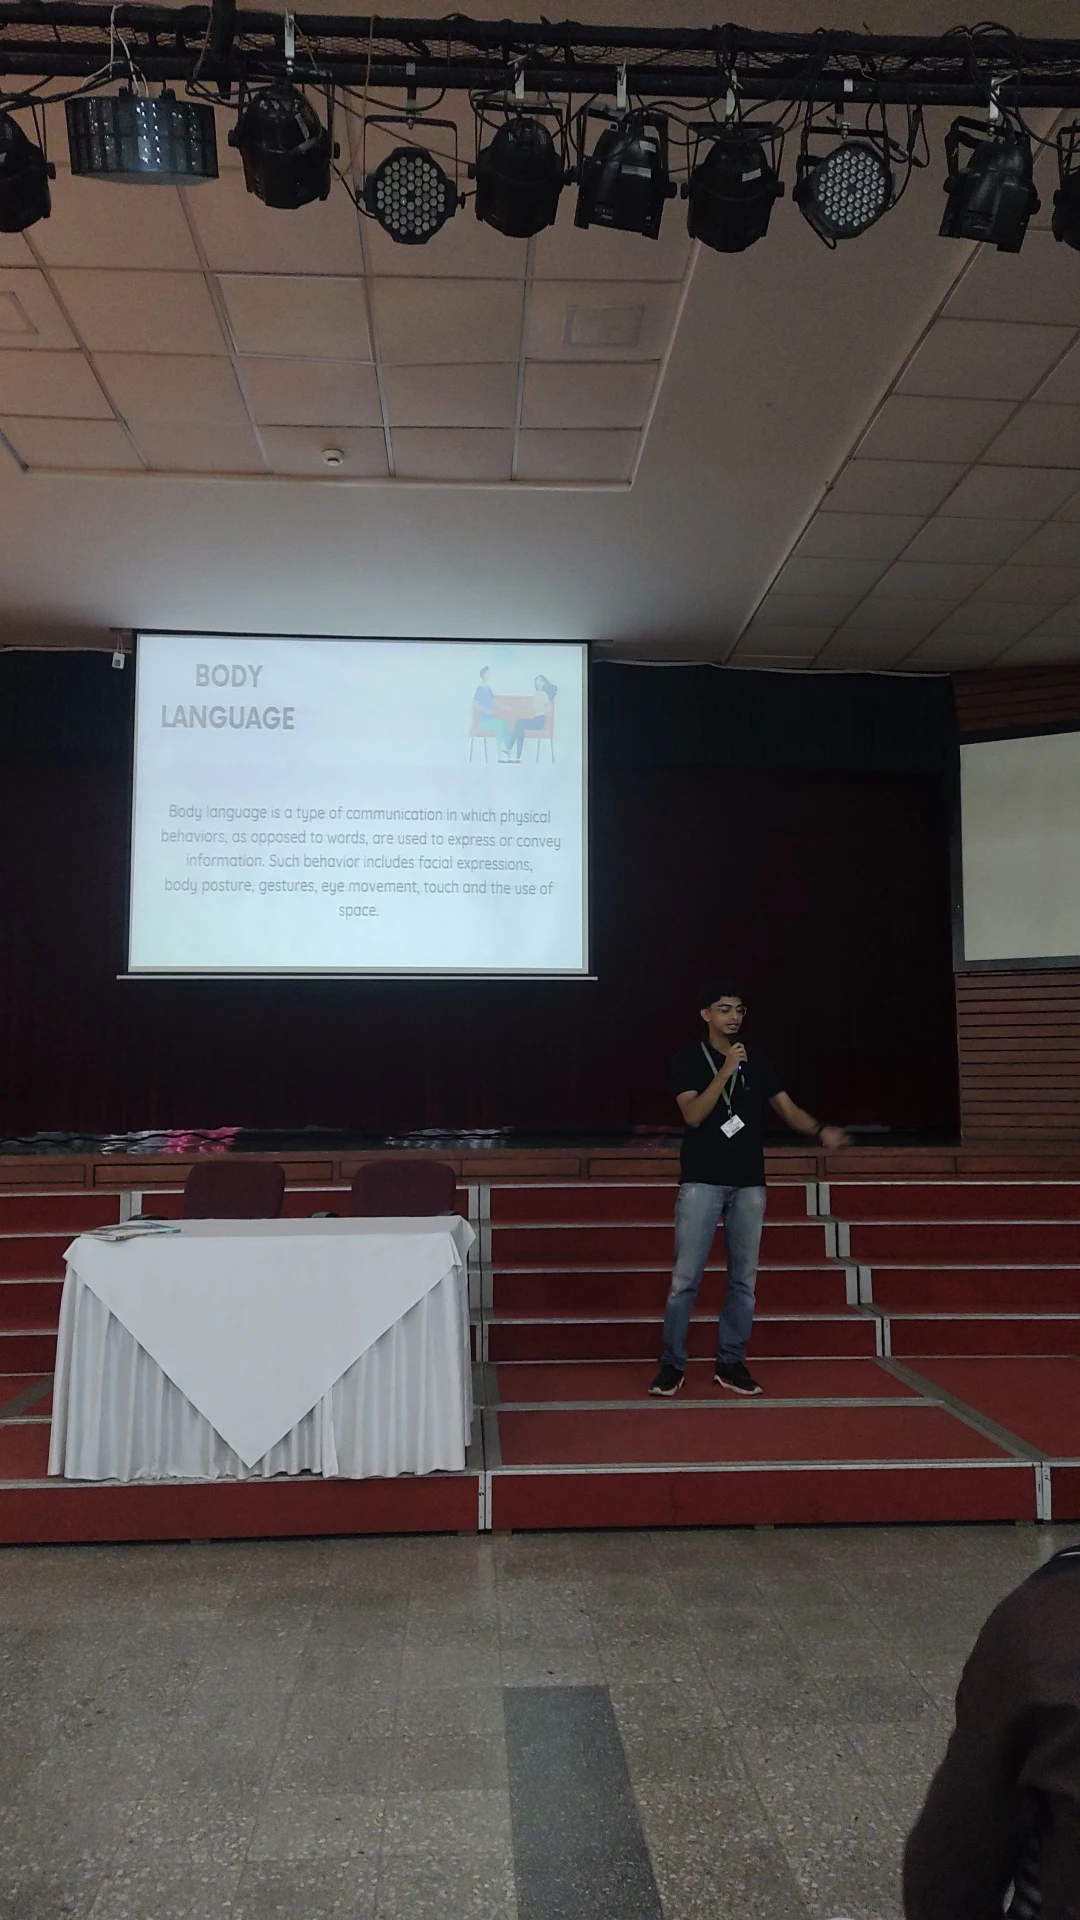 BODY
LANGUAGE
Body language is a type of communication in which physical
behaviors, as opposed to words, are used to express or convey
information. Such behavior includes facial expressions,
body posture, gestures, eye movement, touch and the use of
space.